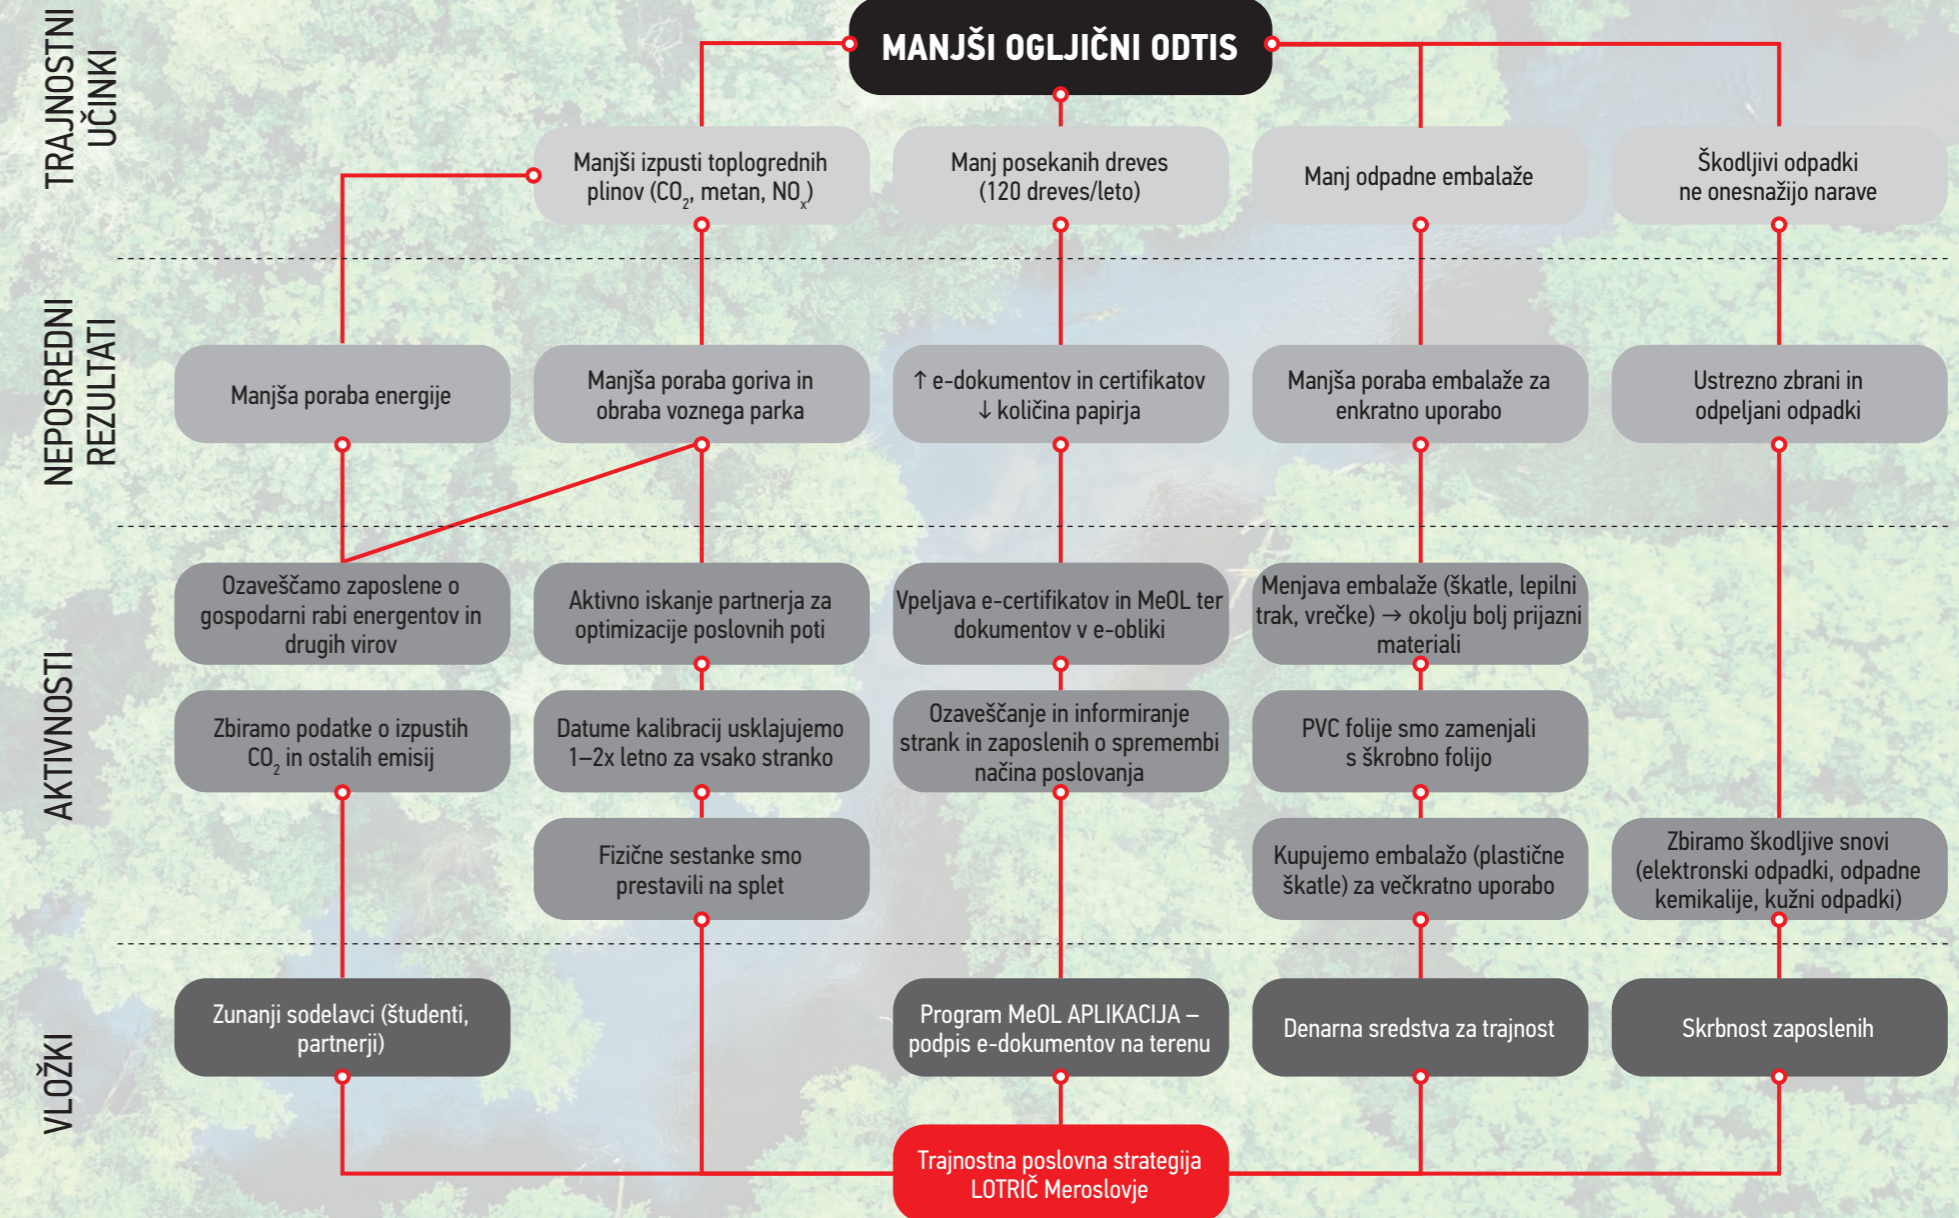 TRAJNOSTNI
UČINKI
MANJŠI OGLJIČNI ODTIS
Manjši izpusti toplogrednih
plinov (CO₂, metan, NOₓ)
Manj posekanih dreves
(120 dreves/leto)
Manj odpadne embalaže
Škodljivi odpadki
ne onesnažijo narave
NEPOSREDNI
REZULTATI
Manjša poraba energije
Manjša poraba goriva in
obraba voznega parka
↑ e-dokumentov in certifikatov
↓ količina papirja
Manjša poraba embalaže za
enkratno uporabo
Ustrezno zbrani in
odpeljani odpadki
AKTIVNOSTI
Ozaveščamo zaposlene o
gospodarni rabi energentov in
drugih virov
Aktivno iskanje partnerja za
optimizacije poslovnih poti
Vpeljava e-certifikatov in MeOL ter
dokumentov v e-obliki
Menjava embalaže (škatle, lepilni
trak, vrečke) → okolju bolj prijazni
materiali
Zbiramo podatke o izpustih
CO₂ in ostalih emisij
Datume kalibracij usklajujemo
1–2x letno za vsako stranko
Ozaveščanje in informiranje
strank in zaposlenih o spremembi
načina poslovanja
PVC folije smo zamenjali
s škrobno folijo
Fizične sestanke smo
prestavili na splet
Kupujemo embalažo (plastične
škatle) za večkratno uporabo
Zbiramo škodljive snovi
(elektronski odpadki, odpadne
kemikalije, kužni odpadki)
VLOŽKI
Zunanji sodelavci (študenti,
partnerji)
Program MeOL APLIKACIJA –
podpis e-dokumentov na terenu
Denarna sredstva za trajnost
Skrbnost zaposlenih
Trajnostna poslovna strategija
LOTRIČ Meroslovje